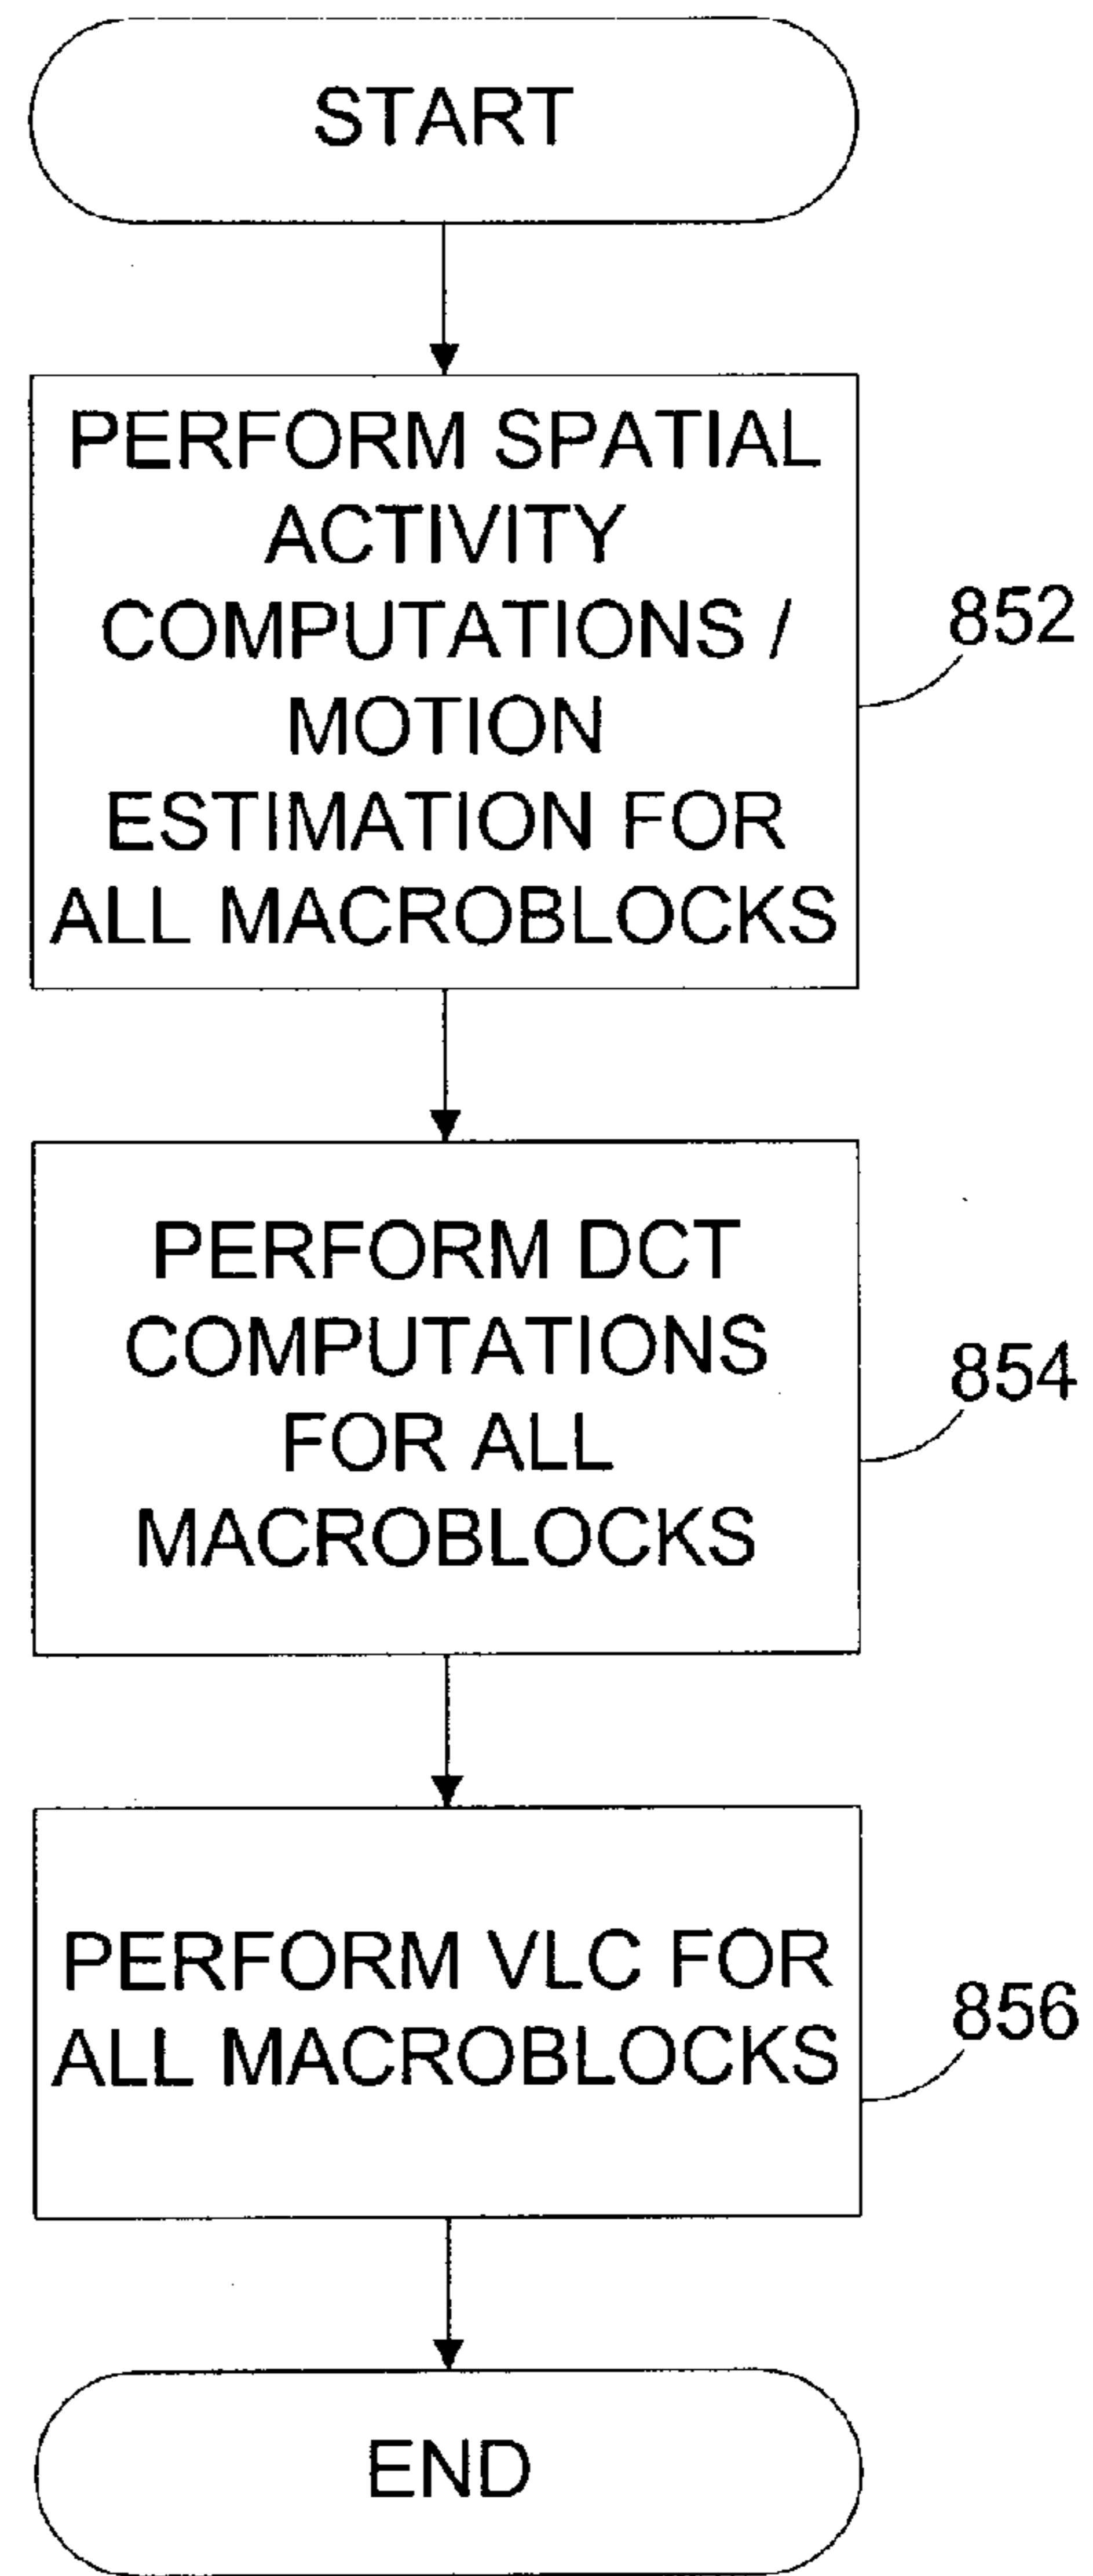 START
PERFORM SPATIAL
ACTIVITY
COMPUTATIONS /
MOTION
ESTIMATION FOR
ALL MACROBLOCKS
852
PERFORM DCT
COMPUTATIONS
FOR ALL
MACROBLOCKS
854
PERFORM VLC FOR
ALL MACROBLOCKS
856
END